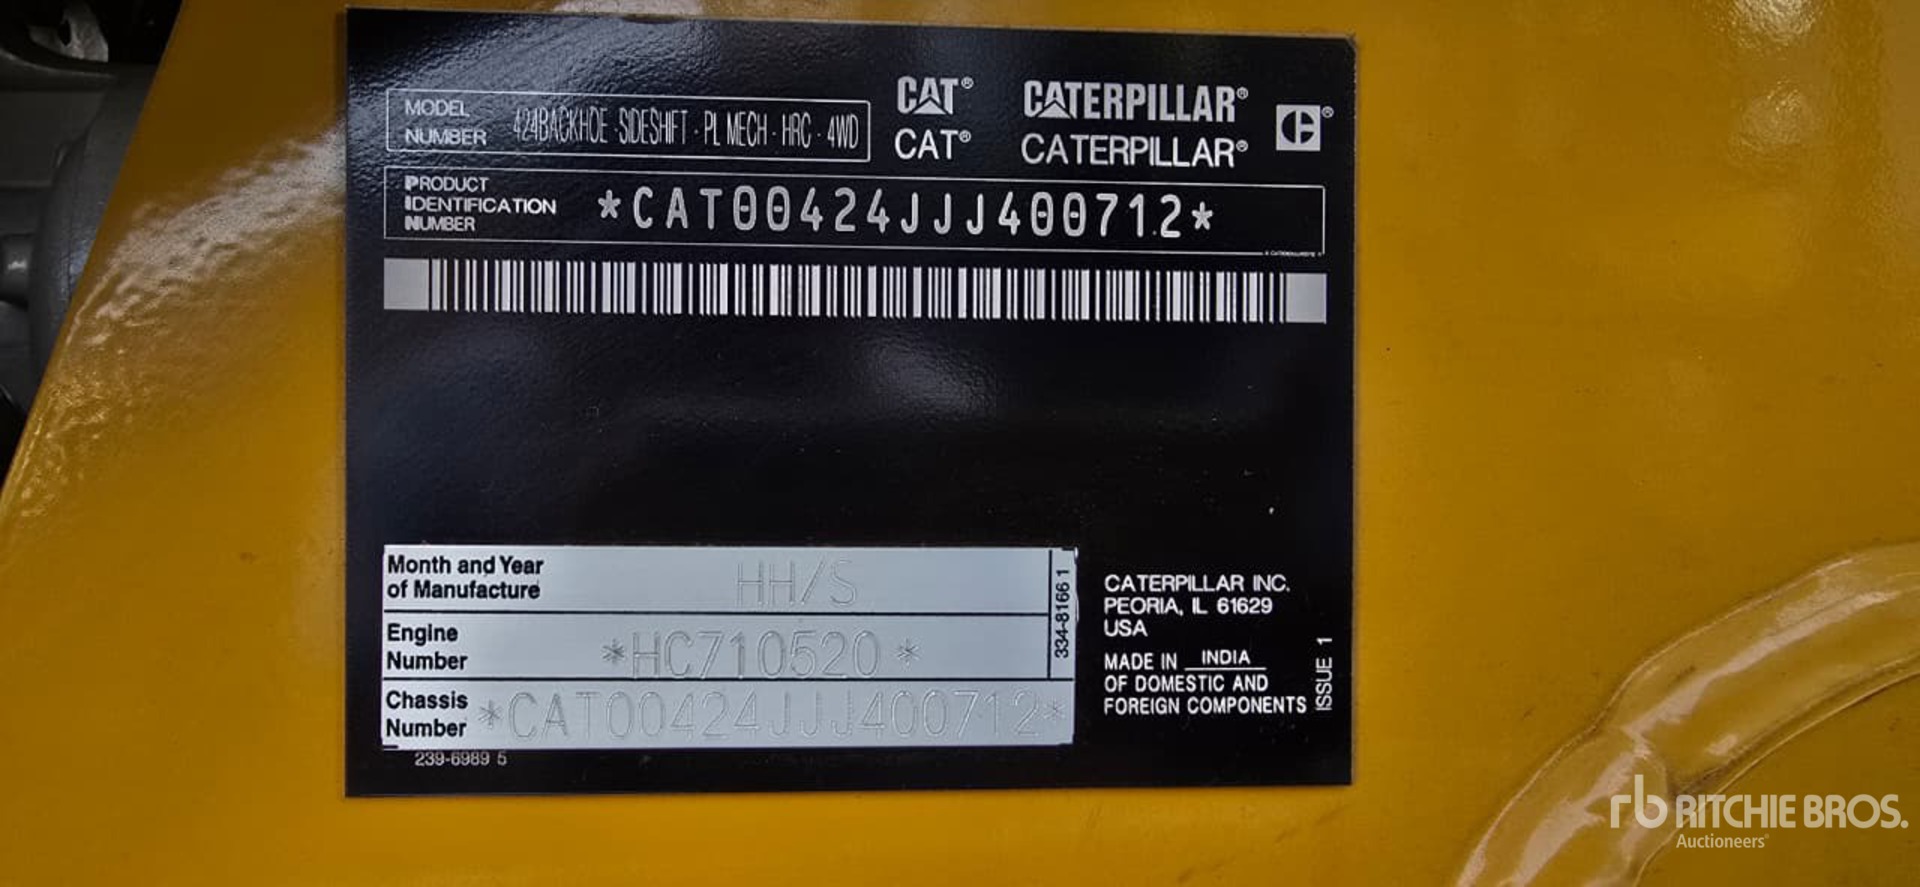 MODEL NUMBER 424BACKHOE - SIDESHIFT - PL MECH - HRC - 4WD
CAT® CATERPILLAR®
CAT® CATERPILLAR®
PRODUCT IDENTIFICATION NUMBER *CAT00424JJJ400712*
Month and Year of Manufacture HH/S
Engine Number *HC710520*
Chassis Number *CAT00424JJJ400712*
334-8166 1
239-6989 5
CATERPILLAR INC.
PEORIA, IL 61629
USA
MADE IN INDIA
OF DOMESTIC AND
FOREIGN COMPONENTS
ISSUE 1
rb RITCHIE BROS.
Auctioneers®